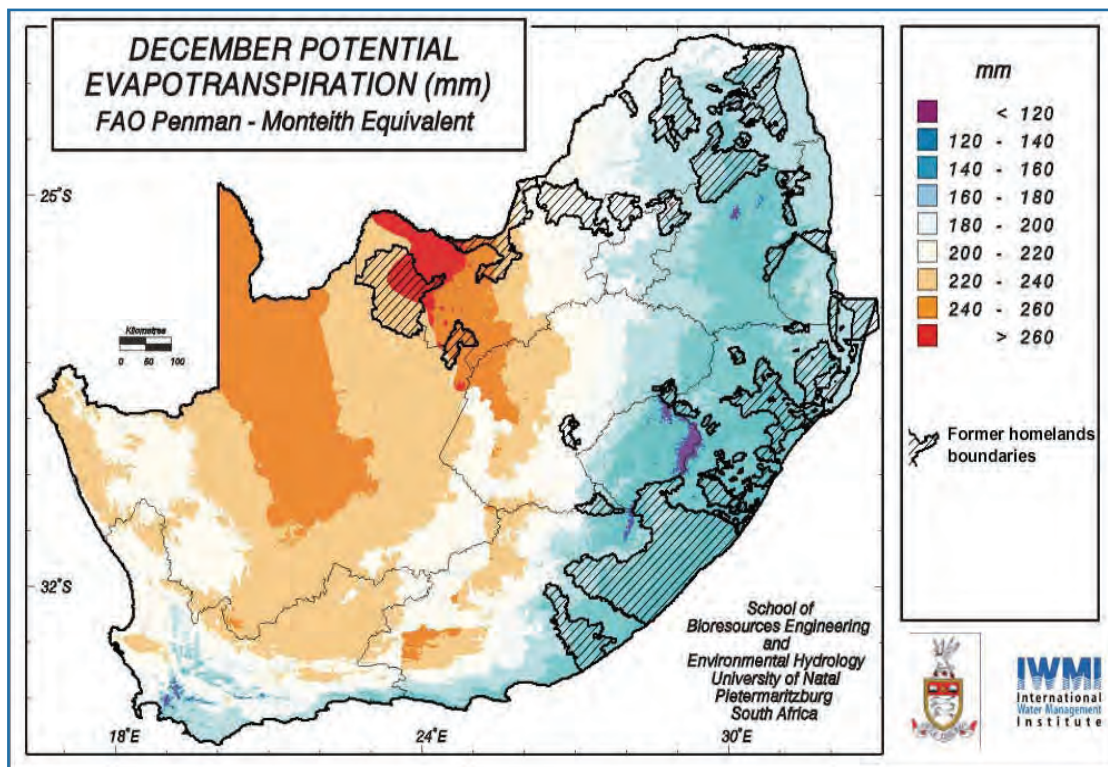 DECEMBER POTENTIAL
EVAPOTRANSPIRATION (mm)
FAO Penman - Monteith Equivalent
mm
< 120
120 - 140
140 - 160
160 - 180
180 - 200
200 - 220
220 - 240
240 - 260
> 260
Former homelands
boundaries
25°S
Kilometres
0 50 100
32°S
School of
Bioresources Engineering
and
Environmental Hydrology
University of Natal
Pietermaritzburg
South Africa
18°E
24°E
30°E
IWMI
International
Water Management
Institute